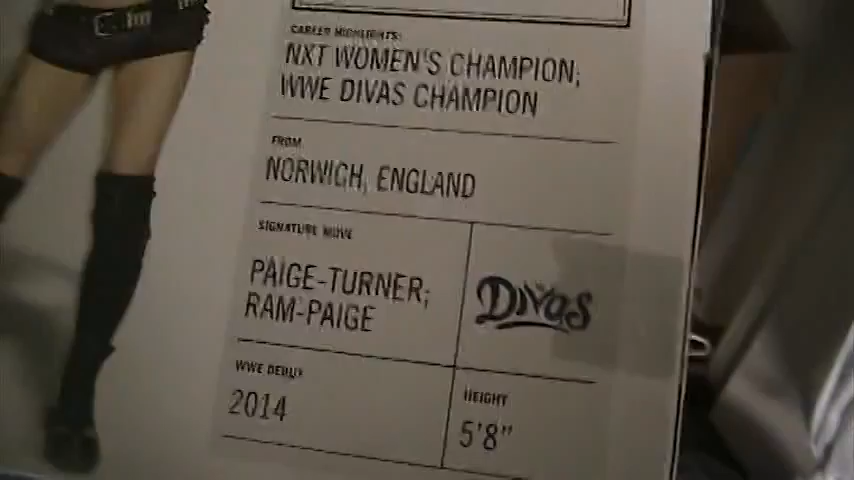 CAREER HIGHLIGHTS:
NXT WOMEN'S CHAMPION;
WWE DIVAS CHAMPION
FROM
NORWICH, ENGLAND
SIGNATURE MOVE
PAIGE-TURNER;
RAM-PAIGE
DIVAS
WWE DEBUT
2014
HEIGHT
5'8"